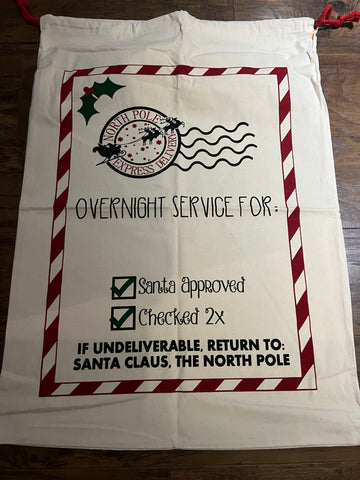 NORTH POLE
EXPRESS DELIVERY
OVERNIGHT SERVICE FOR:
Santa Approved
Checked 2x
IF UNDELIVERABLE, RETURN TO:
SANTA CLAUS, THE NORTH POLE